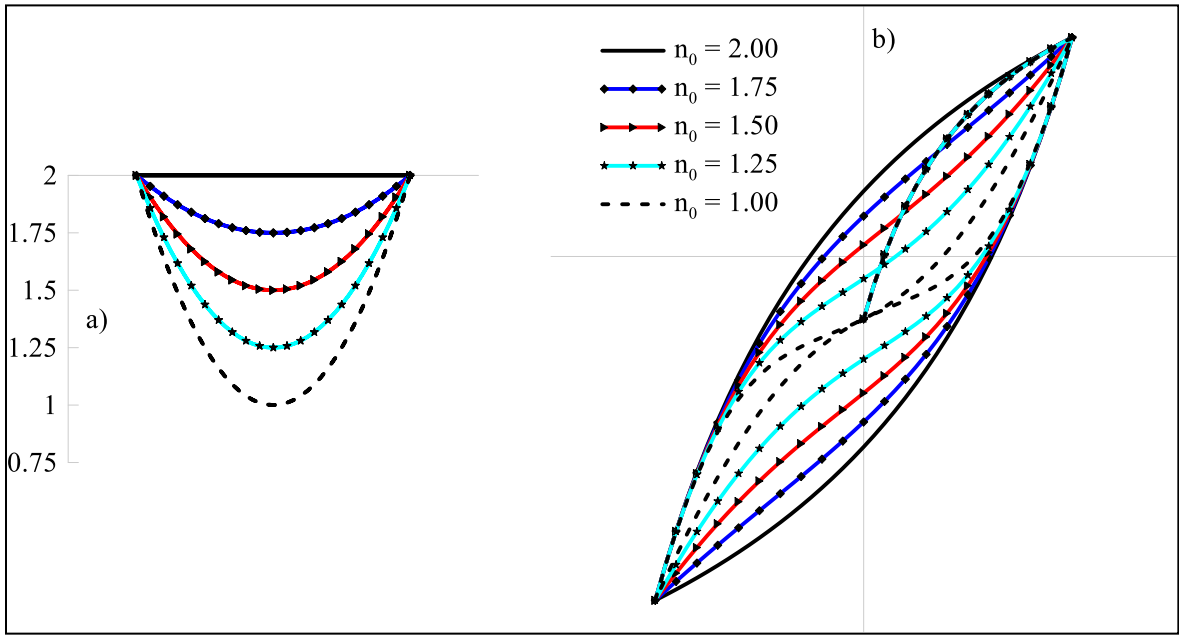 2
1.75
1.5
1.25
1
0.75
a)
n0 = 2.00
n0 = 1.75
n0 = 1.50
n0 = 1.25
n0 = 1.00
b)